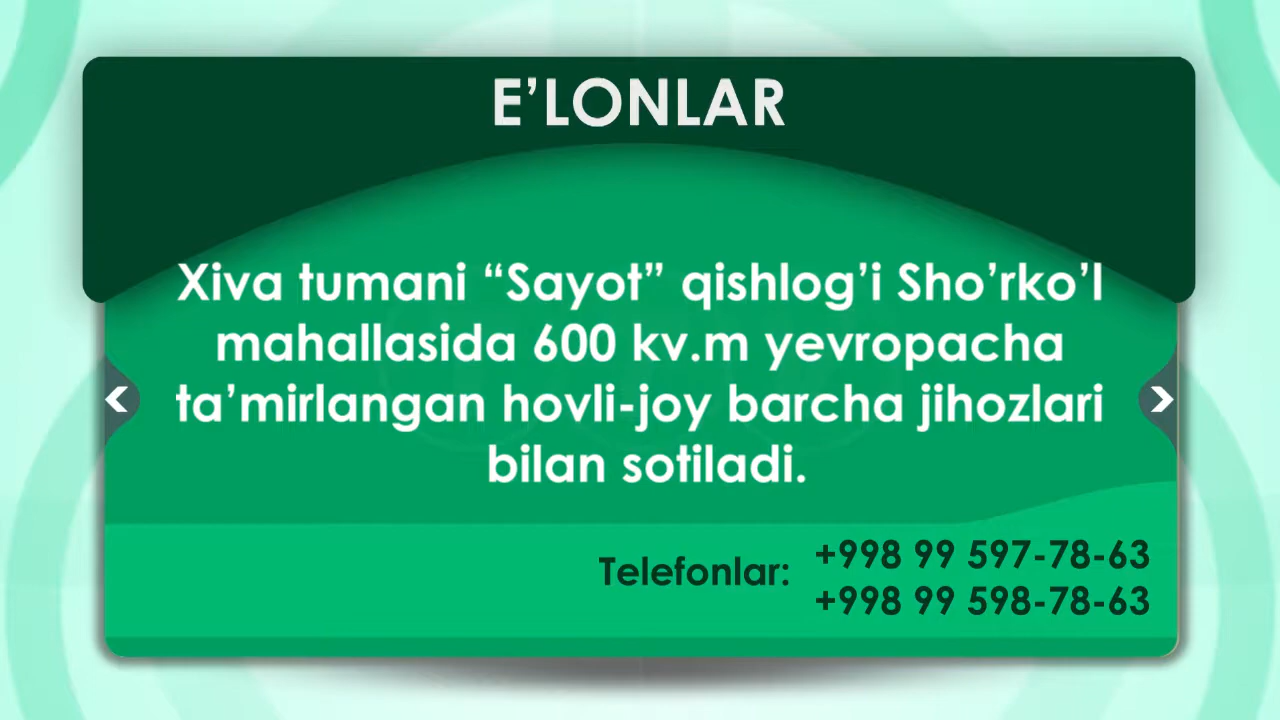 E’LONLAR
Xiva tumani “Sayot” qishlog’i Sho’rko’l
mahallasida 600 kv.m yevropacha
ta’mirlangan hovli-joy barcha jihozlari
bilan sotiladi.
Telefonlar:
+998 99 597-78-63
+998 99 598-78-63